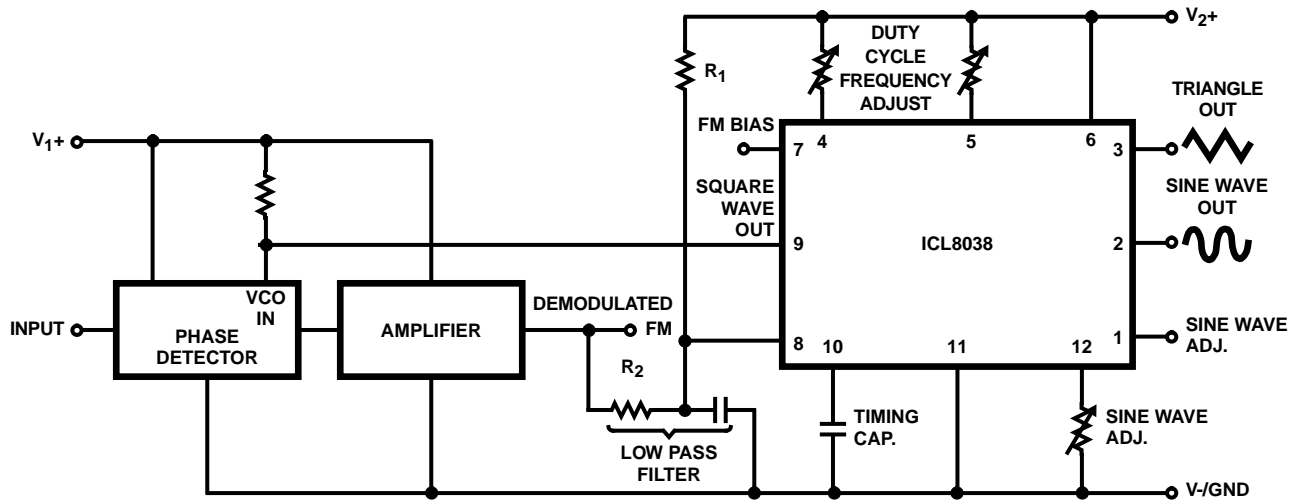 V2+
DUTY
CYCLE
FREQUENCY
ADJUST
R1
V1+
FM BIAS
7
4
5
6
3
TRIANGLE
OUT
SQUARE
WAVE
OUT
9
ICL8038
2
SINE WAVE
OUT
INPUT
PHASE
DETECTOR
VCO
IN
AMPLIFIER
DEMODULATED
FM
8
10
11
12
1
SINE WAVE
ADJ.
R2
LOW PASS
FILTER
TIMING
CAP.
SINE WAVE
ADJ.
V-/GND